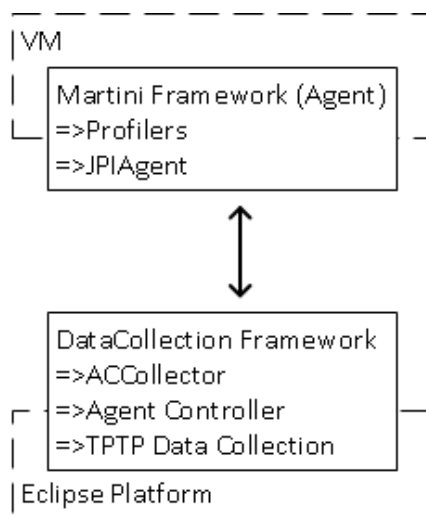 VM
Martini Framework (Agent)
=>Profilers
=>JPIAgent
DataCollection Framework
=>ACCollector
=>Agent Controller
=>TPTP Data Collection
Eclipse Platform